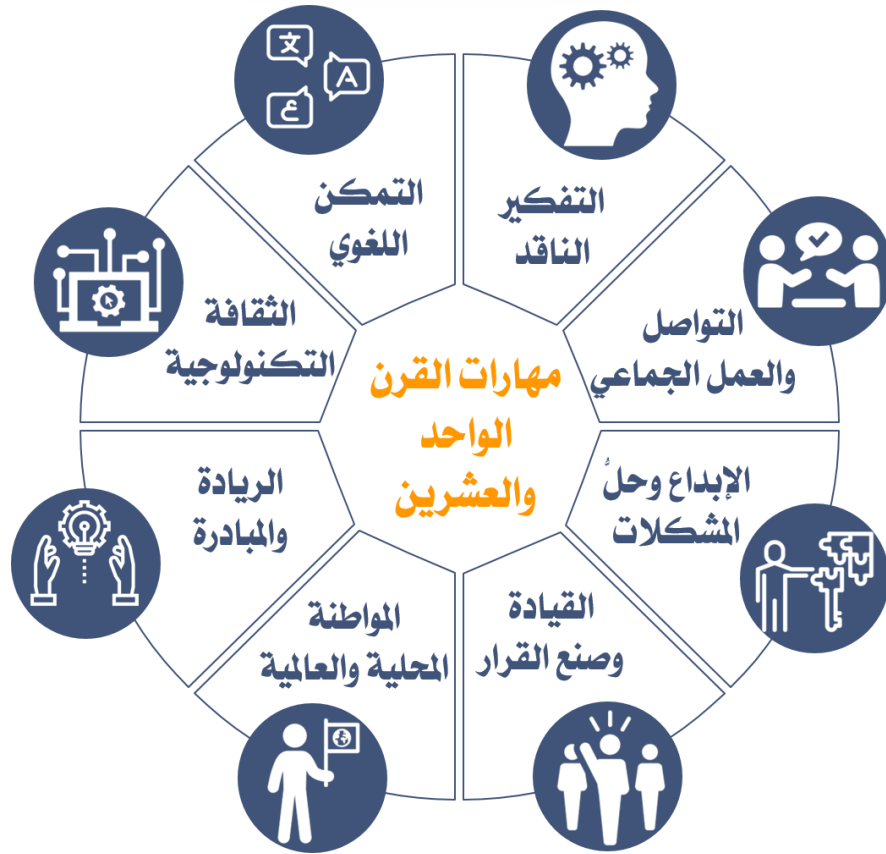 مهارات القرن
الواحد
والعشرين
التفكير
الناقد
التواصل
والعمل الجماعي
الإبداع وحلُّ
المشكلات
القيادة
وصنع القرار
المواطنة
المحلية والعالمية
الريادة
والمبادرة
الثقافة
التكنولوجية
التمكن
اللغوي
文
A
ع